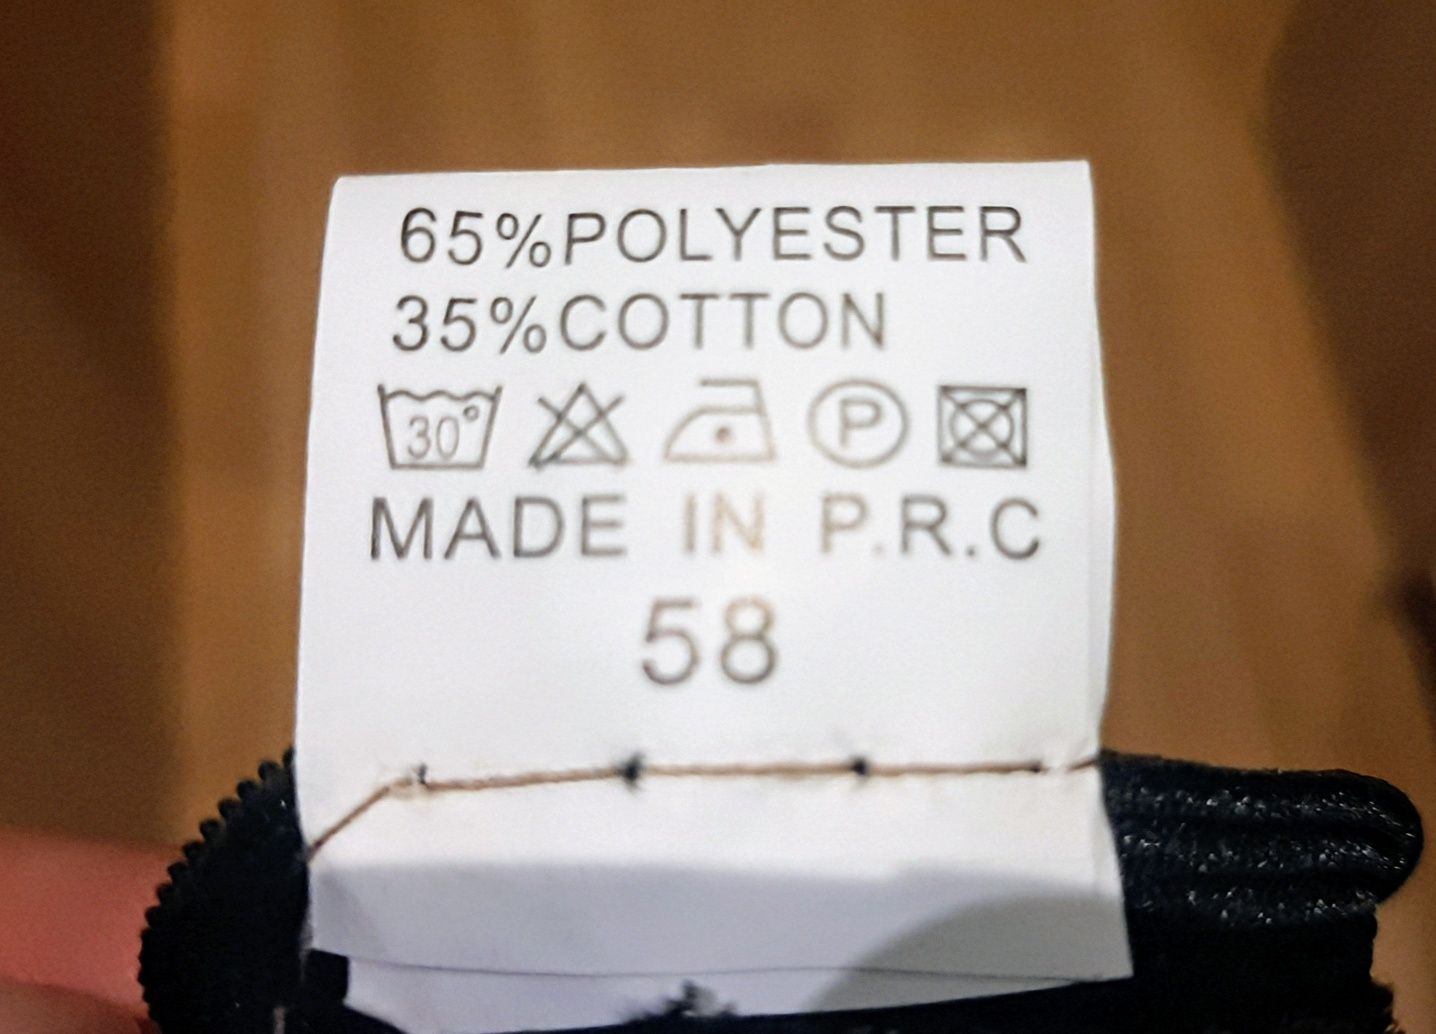 65%POLYESTER
35%COTTON
30°
P
MADE IN P.R.C
58